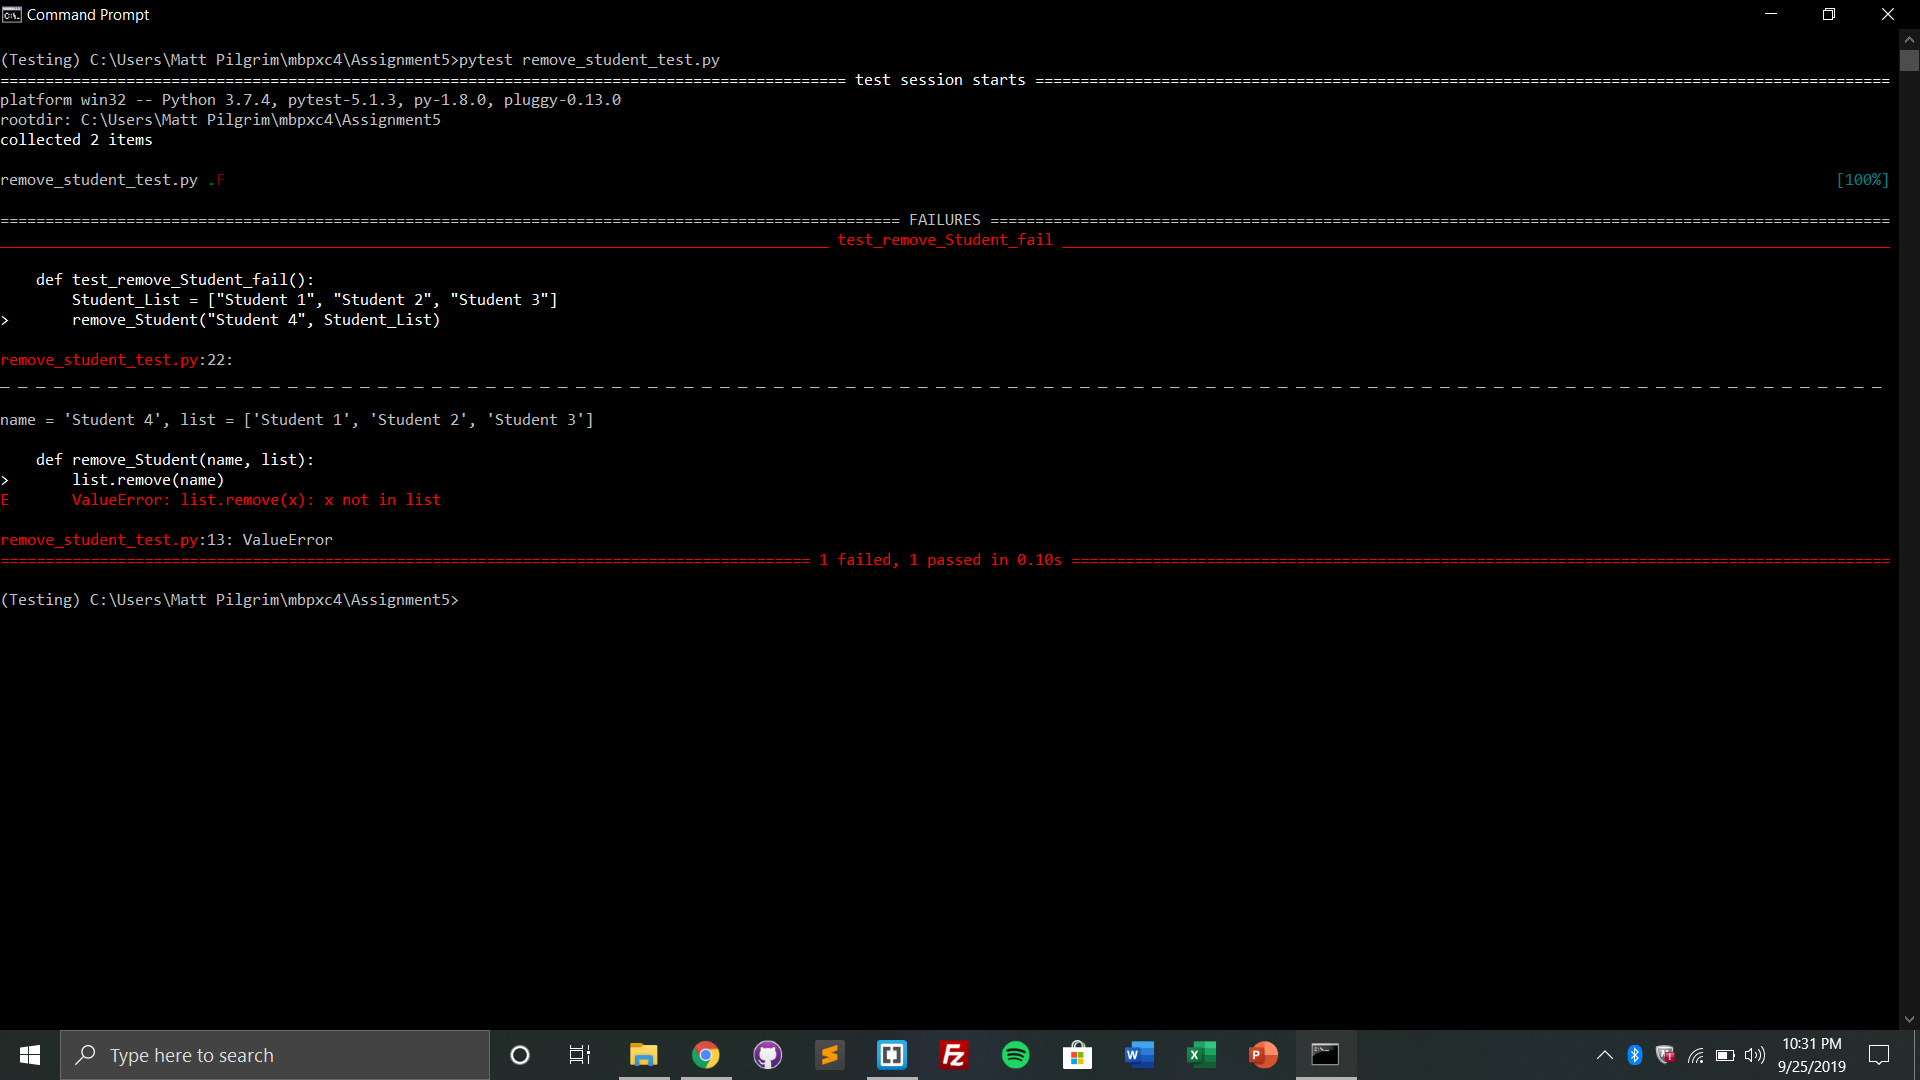 Command Prompt
(Testing) C:\Users\Matt Pilgrim\mbpxc4\Assignment5>pytest remove_student_test.py
============================================================================================== test session starts ===============================================================================================
platform win32 -- Python 3.7.4, pytest-5.1.3, py-1.8.0, pluggy-0.13.0
rootdir: C:\Users\Matt Pilgrim\mbpxc4\Assignment5
collected 2 items
remove_student_test.py .F [100%]
==================================================================================================== FAILURES ====================================================================================================
____________________________________________________________________________________________ test_remove_Student_fail ____________________________________________________________________________________________
def test_remove_Student_fail():
Student_List = ["Student 1", "Student 2", "Student 3"]
> remove_Student("Student 4", Student_List)
remove_student_test.py:22:
_ _ _ _ _ _ _ _ _ _ _ _ _ _ _ _ _ _ _ _ _ _ _ _ _ _ _ _ _ _ _ _ _ _ _ _ _ _ _ _ _ _ _ _ _ _ _ _ _ _ _ _ _ _ _ _ _ _ _ _ _ _ _ _ _ _ _ _ _ _ _ _ _ _ _ _ _ _ _ _ _ _ _ _ _ _ _ _ _ _ _ _ _ _ _ _ _ _ _ _ _ _ _ _ _
name = 'Student 4', list = ['Student 1', 'Student 2', 'Student 3']
def remove_Student(name, list):
> list.remove(name)
E ValueError: list.remove(x): x not in list
remove_student_test.py:13: ValueError
========================================================================================== 1 failed, 1 passed in 0.10s ===========================================================================================
(Testing) C:\Users\Matt Pilgrim\mbpxc4\Assignment5>
Type here to search
10:31 PM
9/25/2019